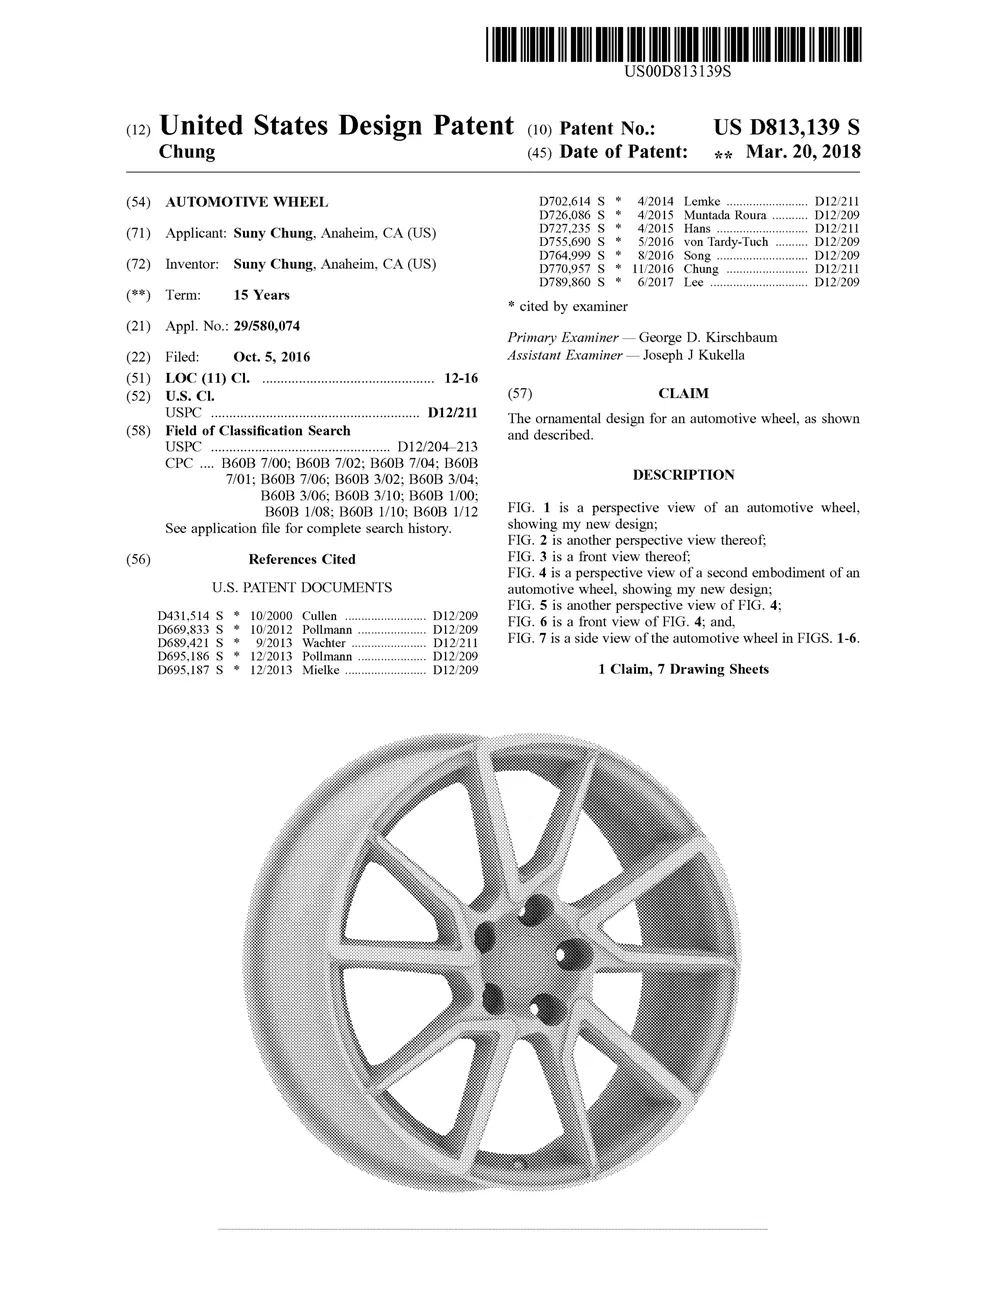 US00D813139S
(12) United States Design Patent
Chung
(10) Patent No.: US D813,139 S
(45) Date of Patent: ** Mar. 20, 2018
(54) AUTOMOTIVE WHEEL
(71) Applicant: Suny Chung, Anaheim, CA (US)
(72) Inventor: Suny Chung, Anaheim, CA (US)
(**) Term: 15 Years
(21) Appl. No.: 29/580,074
(22) Filed: Oct. 5, 2016
(51) LOC (11) Cl. ............................................... 12-16
(52) U.S. Cl.
USPC ......................................................... D12/211
(58) Field of Classification Search
USPC ................................................. D12/204–213
CPC .... B60B 7/00; B60B 7/02; B60B 7/04; B60B
7/01; B60B 7/06; B60B 3/02; B60B 3/04;
B60B 3/06; B60B 3/10; B60B 1/00;
B60B 1/08; B60B 1/10; B60B 1/12
See application file for complete search history.
(56) References Cited
U.S. PATENT DOCUMENTS
D431,514 S * 10/2000 Cullen ......................... D12/209
D669,833 S * 10/2012 Pollmann ..................... D12/209
D689,421 S * 9/2013 Wachter ....................... D12/211
D695,186 S * 12/2013 Pollmann ..................... D12/209
D695,187 S * 12/2013 Mielke ......................... D12/209
D702,614 S * 4/2014 Lemke ......................... D12/211
D726,086 S * 4/2015 Muntada Roura ........... D12/209
D727,235 S * 4/2015 Hans ............................ D12/211
D755,690 S * 5/2016 von Tardy-Tuch .......... D12/209
D764,999 S * 8/2016 Song ............................ D12/209
D770,957 S * 11/2016 Chung ......................... D12/211
D789,860 S * 6/2017 Lee .............................. D12/209
* cited by examiner
Primary Examiner — George D. Kirschbaum
Assistant Examiner — Joseph J Kukella
(57) CLAIM
The ornamental design for an automotive wheel, as shown
and described.
DESCRIPTION
FIG. 1 is a perspective view of an automotive wheel,
showing my new design;
FIG. 2 is another perspective view thereof;
FIG. 3 is a front view thereof;
FIG. 4 is a perspective view of a second embodiment of an
automotive wheel, showing my new design;
FIG. 5 is another perspective view of FIG. 4;
FIG. 6 is a front view of FIG. 4; and,
FIG. 7 is a side view of the automotive wheel in FIGS. 1-6.
1 Claim, 7 Drawing Sheets